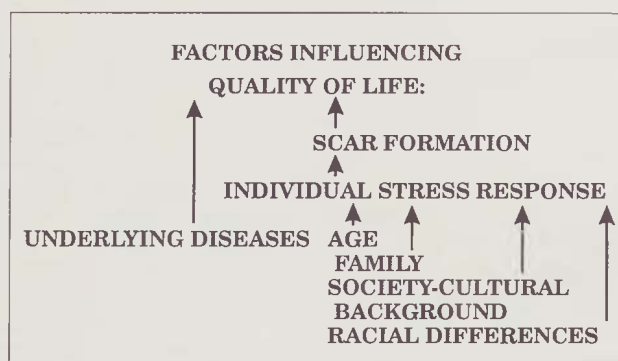 FACTORS INFLUENCING
QUALITY OF LIFE:
SCAR FORMATION
INDIVIDUAL STRESS RESPONSE
UNDERLYING DISEASES AGE
FAMILY
SOCIETY-CULTURAL
BACKGROUND
RACIAL DIFFERENCES